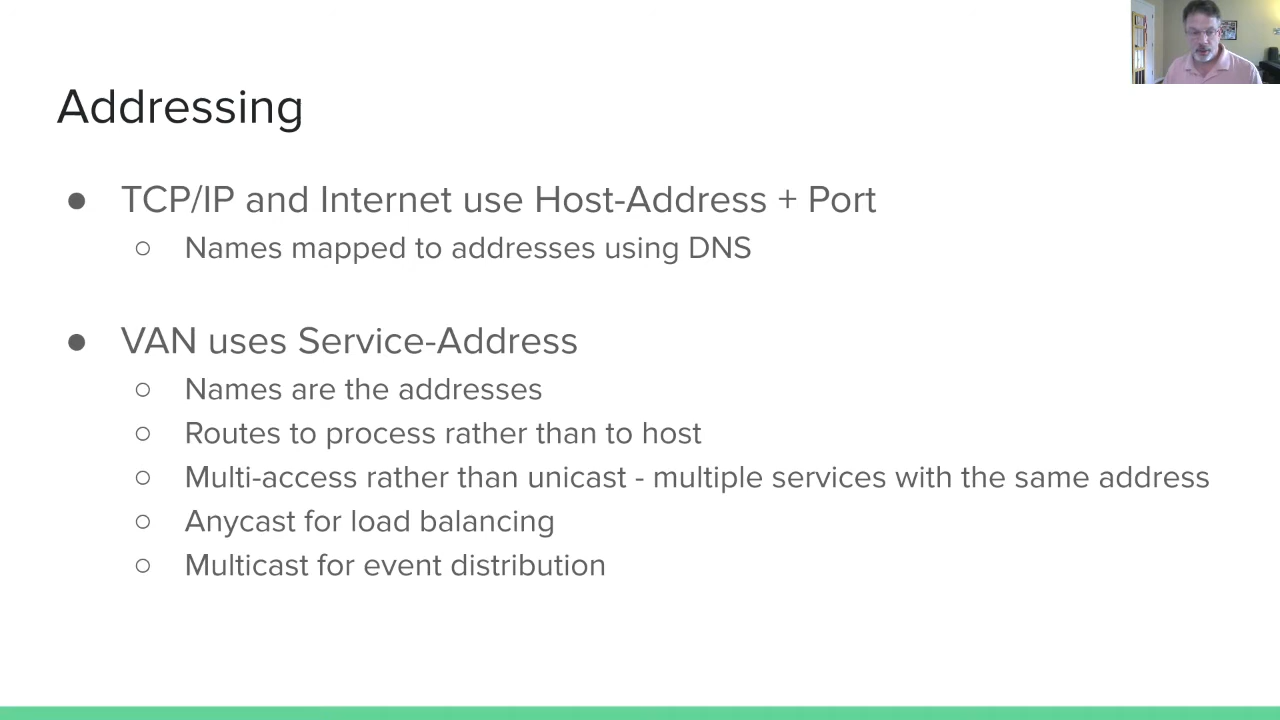 Addressing
● TCP/IP and Internet use Host-Address + Port
○ Names mapped to addresses using DNS
● VAN uses Service-Address
○ Names are the addresses
○ Routes to process rather than to host
○ Multi-access rather than unicast - multiple services with the same address
○ Anycast for load balancing
○ Multicast for event distribution